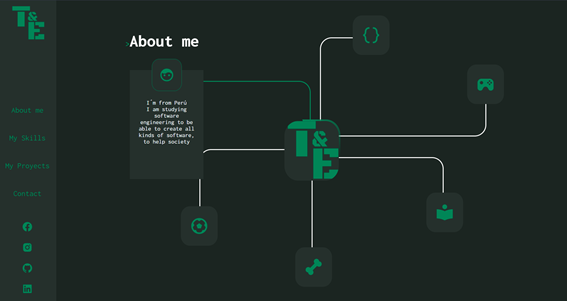 T&E
About me
My Skills
My Proyects
Contact
About me
I´m from Perú
I am studying
software
engineering to be
able to create all
kinds of software,
to help society
{}
T&E